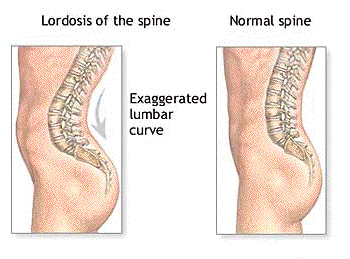 Lordosis of the spine
Normal spine
Exaggerated
lumbar
curve